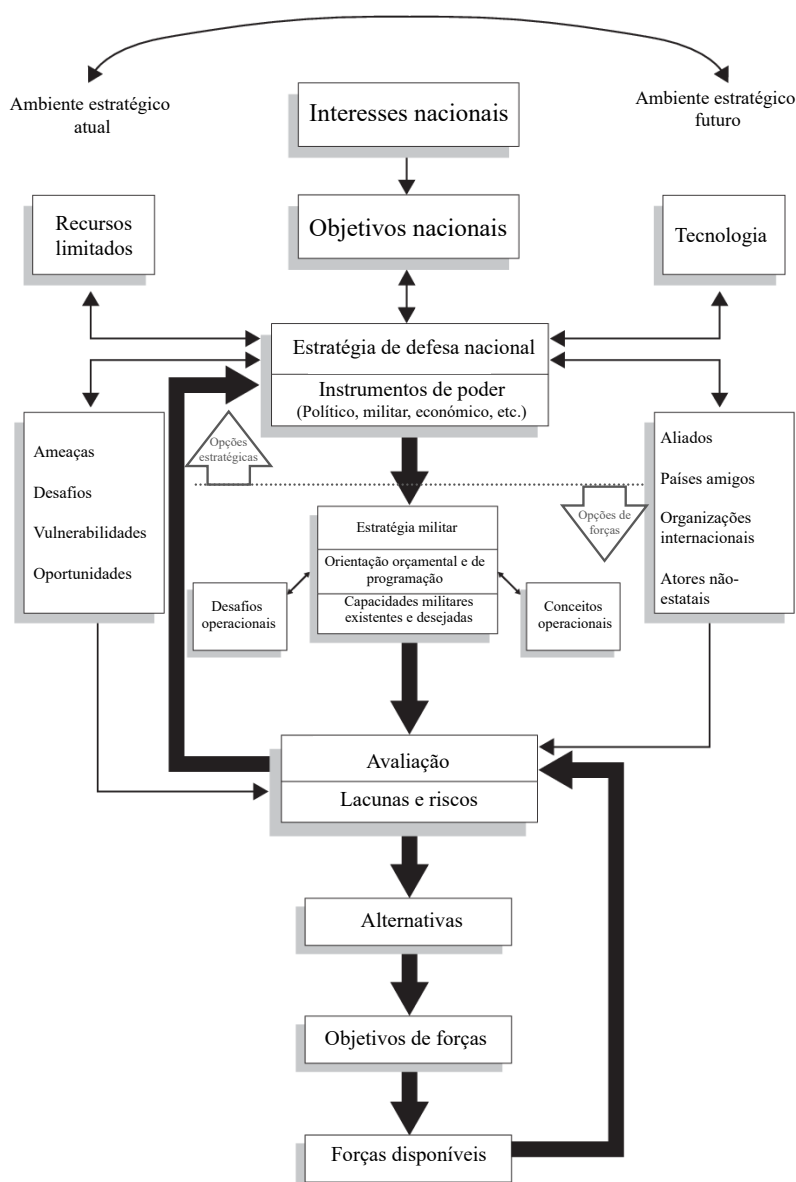 Ambiente estratégico
atual
Interesses nacionais
Ambiente estratégico
futuro
Recursos
limitados
Objetivos nacionais
Tecnologia
Estratégia de defesa nacional
Instrumentos de poder
(Político, militar, económico, etc.)
Ameaças
Desafios
Vulnerabilidades
Oportunidades
Opções
estratégicas
Aliados
Países amigos
Organizações
internacionais
Atores não-
estatais
Opções de
forças
Estratégia militar
Orientação orçamental e de
programação
Capacidades militares
existentes e desejadas
Desafios
operacionais
Conceitos
operacionais
Avaliação
Lacunas e riscos
Alternativas
Objetivos de forças
Forças disponíveis